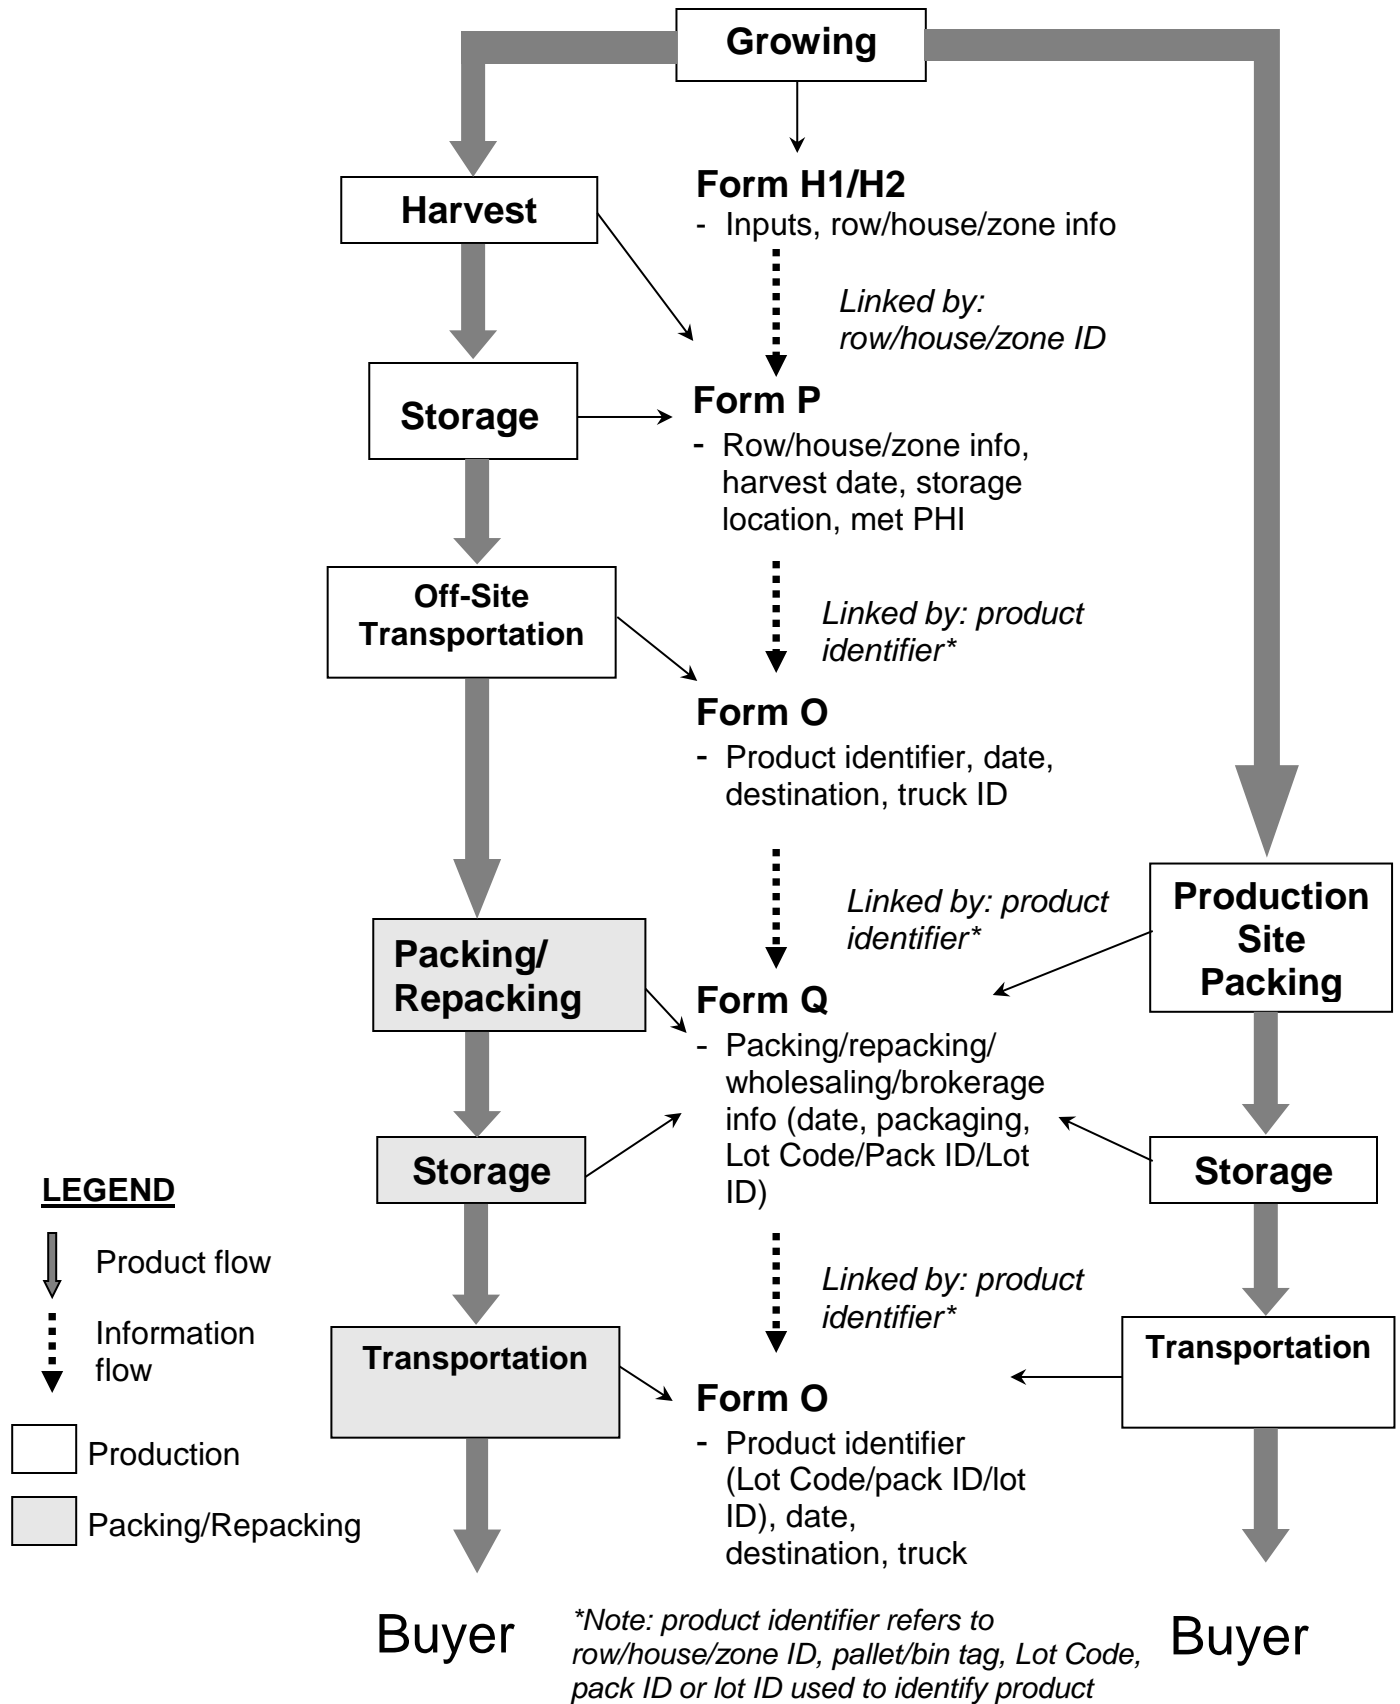 Growing
Form H1/H2
- Inputs, row/house/zone info
Harvest
Linked by:
row/house/zone ID
Storage
Form P
- Row/house/zone info,
harvest date, storage
location, met PHI
Off-Site
Transportation
Linked by: product
identifier*
Form O
- Product identifier, date,
destination, truck ID
Linked by: product
identifier*
Production
Site
Packing
Packing/
Repacking
Form Q
- Packing/repacking/
wholesaling/brokerage
info (date, packaging,
Lot Code/Pack ID/Lot
ID)
Storage
Storage
LEGEND
Product flow
Information
flow
Production
Packing/Repacking
Linked by: product
identifier*
Transportation
Transportation
Form O
- Product identifier
(Lot Code/pack ID/lot
ID), date,
destination, truck
Buyer
*Note: product identifier refers to
row/house/zone ID, pallet/bin tag, Lot Code,
pack ID or lot ID used to identify product
Buyer